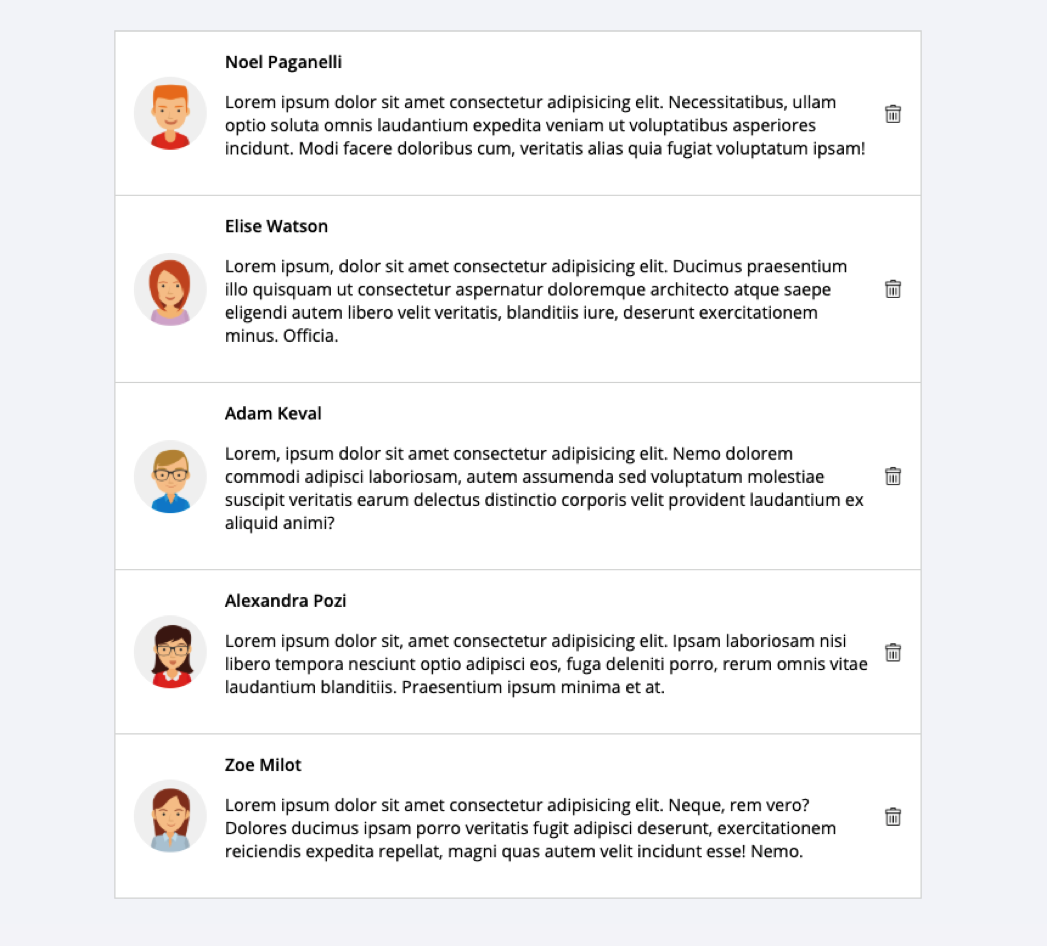 Noel Paganelli
Lorem ipsum dolor sit amet consectetur adipisicing elit. Necessitatibus, ullam
optio soluta omnis laudantium expedita veniam ut voluptatibus asperiores
incidunt. Modi facere doloribus cum, veritatis alias quia fugiat voluptatum ipsam!
Elise Watson
Lorem ipsum, dolor sit amet consectetur adipisicing elit. Ducimus praesentium
illo quisquam ut consectetur aspernatur doloremque architecto atque saepe
eligendi autem libero velit veritatis, blanditiis iure, deserunt exercitationem
minus. Officia.
Adam Keval
Lorem, ipsum dolor sit amet consectetur adipisicing elit. Nemo dolorem
commodi adipisci laboriosam, autem assumenda sed voluptatum molestiae
suscipit veritatis earum delectus distinctio corporis velit provident laudantium ex
aliquid animi?
Alexandra Pozi
Lorem ipsum dolor sit, amet consectetur adipisicing elit. Ipsam laboriosam nisi
libero tempora nesciunt optio adipisci eos, fuga deleniti porro, rerum omnis vitae
laudantium blanditiis. Praesentium ipsum minima et at.
Zoe Milot
Lorem ipsum dolor sit amet consectetur adipisicing elit. Neque, rem vero?
Dolores ducimus ipsam porro veritatis fugit adipisci deserunt, exercitationem
reiciendis expedita repellat, magni quas autem velit incidunt esse! Nemo.